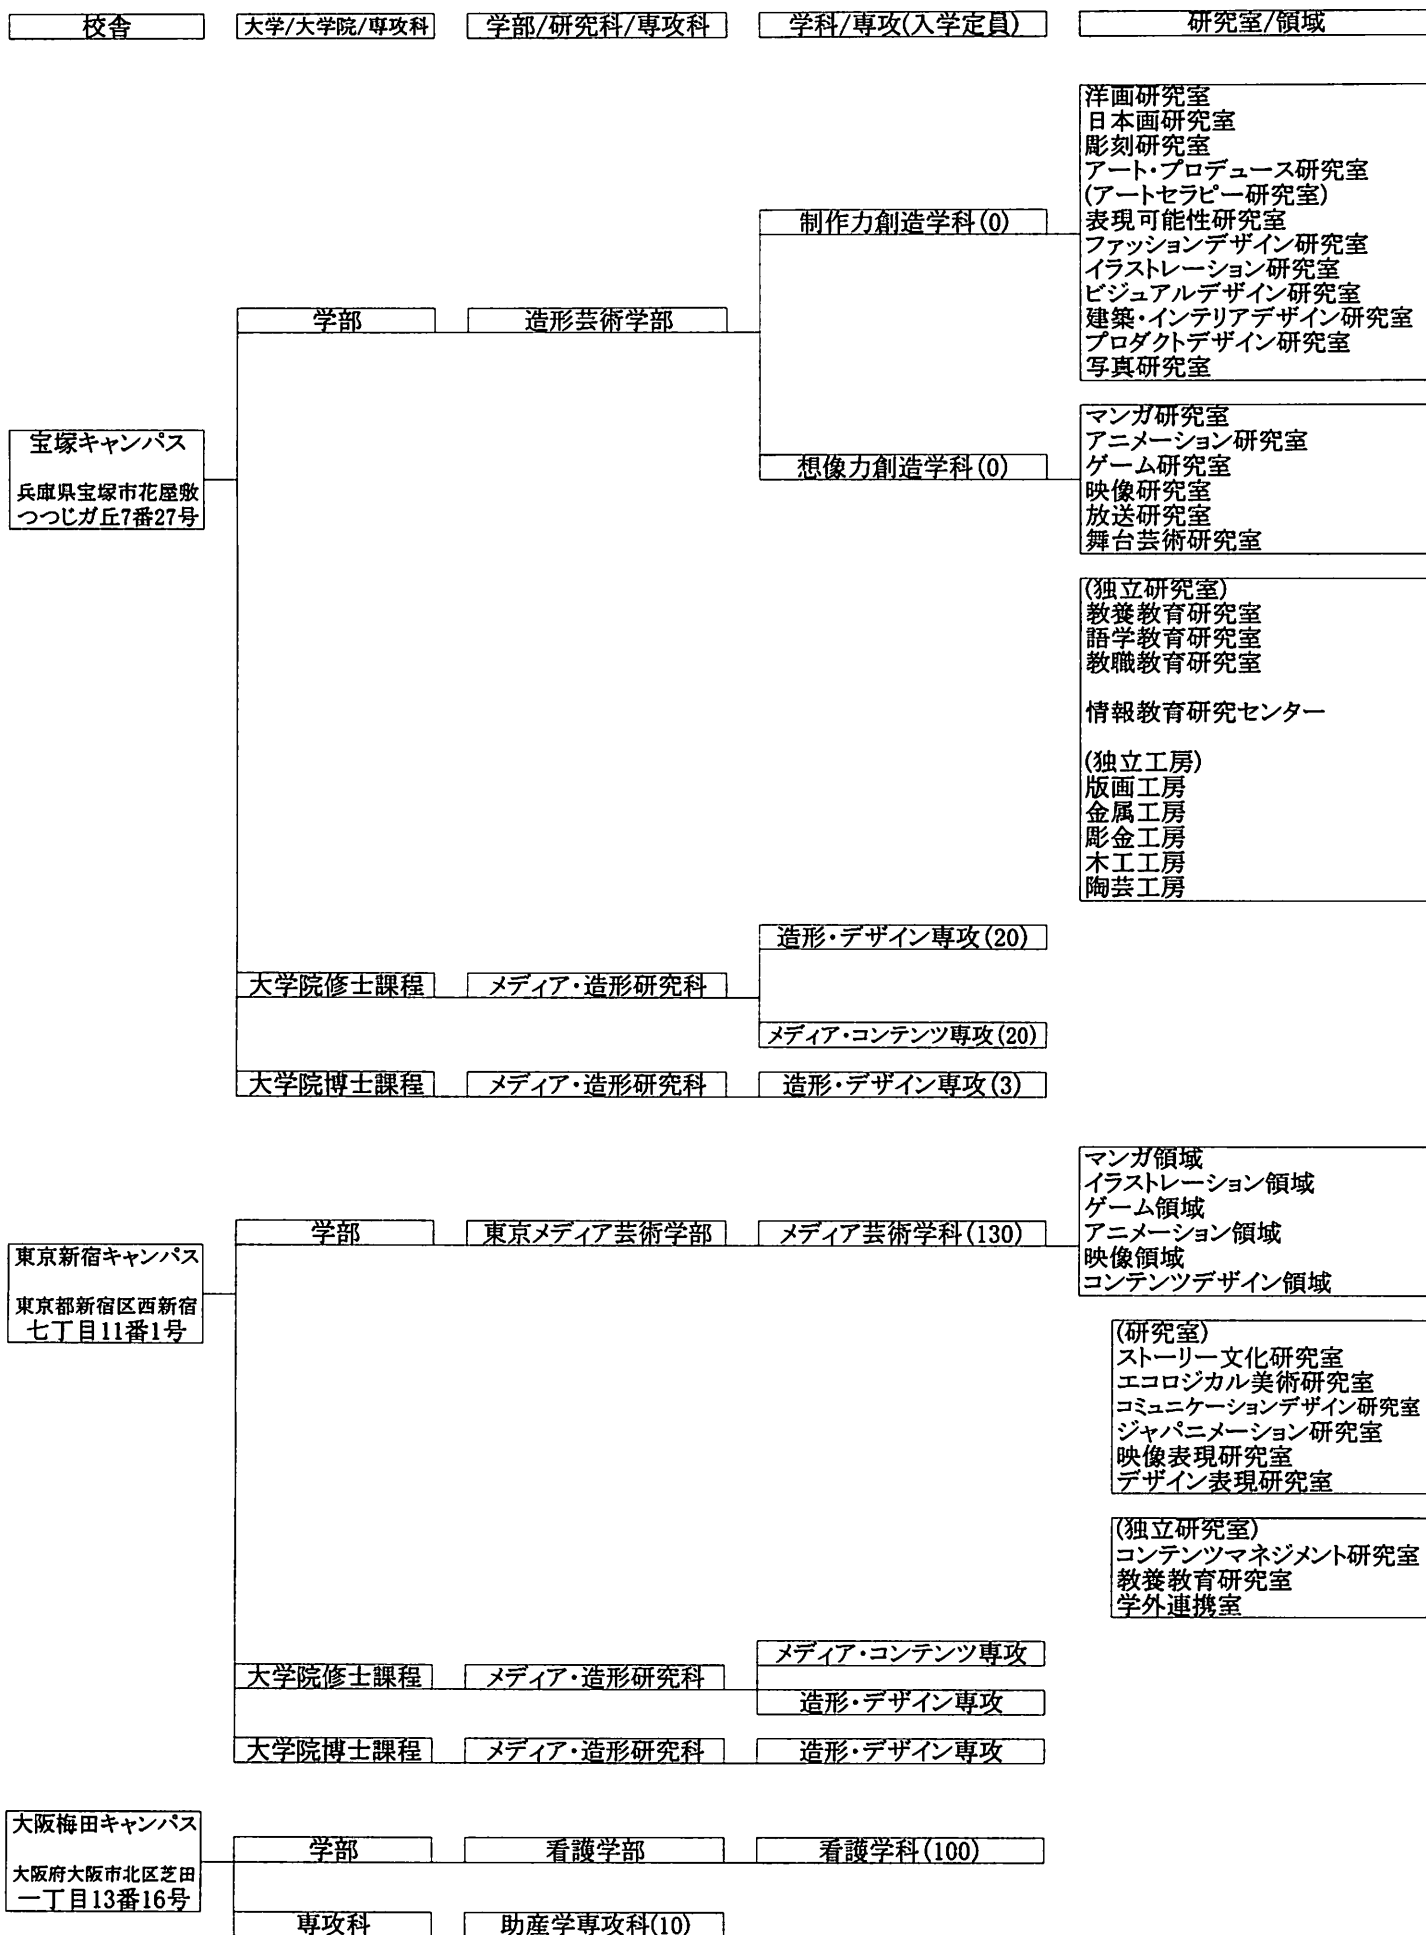 校舎
大学/大学院/専攻科
学部/研究科/専攻科
学科/専攻(入学定員)
研究室/領域
洋画研究室
日本画研究室
彫刻研究室
アート・プロデュース研究室
(アートセラピー研究室)
表現可能性研究室
ファッションデザイン研究室
イラストレーション研究室
ビジュアルデザイン研究室
建築・インテリアデザイン研究室
プロダクトデザイン研究室
写真研究室
制作力創造学科(0)
学部
造形芸術学部
宝塚キャンパス
兵庫県宝塚市花屋敷
つつじガ丘7番27号
想像力創造学科(0)
マンガ研究室
アニメーション研究室
ゲーム研究室
映像研究室
放送研究室
舞台芸術研究室
(独立研究室)
教養教育研究室
語学教育研究室
教職教育研究室
情報教育研究センター
(独立工房)
版画工房
金属工房
彫金工房
木工工房
陶芸工房
造形・デザイン専攻(20)
大学院修士課程
メディア・造形研究科
メディア・コンテンツ専攻(20)
大学院博士課程
メディア・造形研究科
造形・デザイン専攻(3)
マンガ領域
イラストレーション領域
ゲーム領域
アニメーション領域
映像領域
コンテンツデザイン領域
学部
東京メディア芸術学部
メディア芸術学科(130)
東京新宿キャンパス
東京都新宿区西新宿
七丁目11番1号
(研究室)
ストーリー文化研究室
エコロジカル美術研究室
コミュニケーションデザイン研究室
ジャパニメーション研究室
映像表現研究室
デザイン表現研究室
(独立研究室)
コンテンツマネジメント研究室
教養教育研究室
学外連携室
メディア・コンテンツ専攻
大学院修士課程
メディア・造形研究科
造形・デザイン専攻
大学院博士課程
メディア・造形研究科
造形・デザイン専攻
大阪梅田キャンパス
大阪府大阪市北区芝田
一丁目13番16号
学部
看護学部
看護学科(100)
専攻科
助産学専攻科(10)